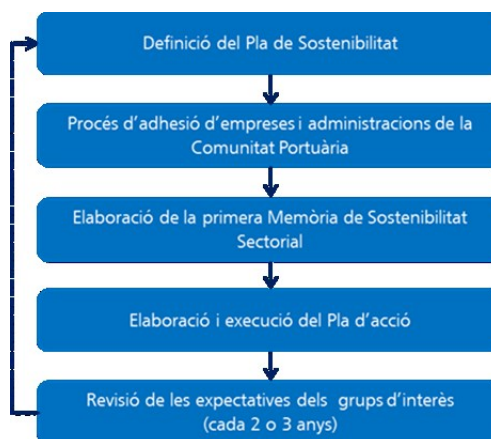 Definició del Pla de Sostenibilitat
Procés d'adhesió d'empreses i administracions de la
Comunitat Portuària
Elaboració de la primera Memòria de Sostenibilitat
Sectorial
Elaboració i execució del Pla d'acció
Revisió de les expectatives dels grups d'interès
(cada 2 o 3 anys)